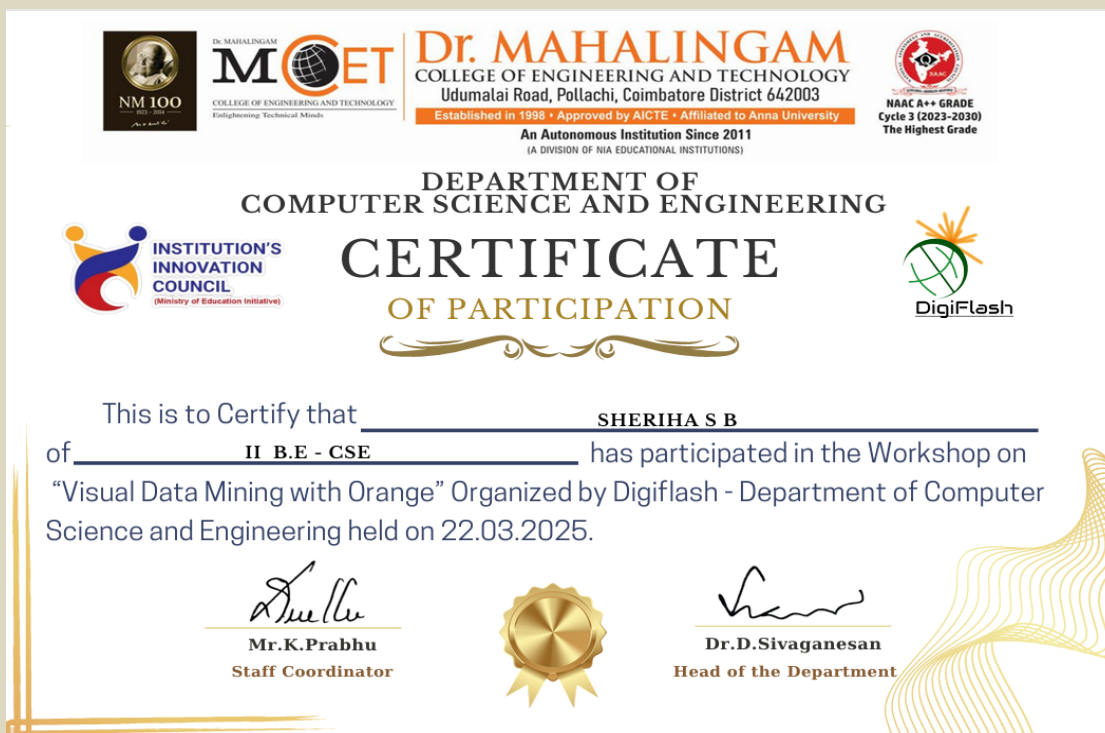 NM 100
1923 - 2014
Dr. MAHALINGAM
MCET
COLLEGE OF ENGINEERING AND TECHNOLOGY
Enlightening Technical Minds
Dr. MAHALINGAM
COLLEGE OF ENGINEERING AND TECHNOLOGY
Udumalai Road, Pollachi, Coimbatore District 642003
Established in 1998 • Approved by AICTE • Affiliated to Anna University
An Autonomous Institution Since 2011
(A DIVISION OF NIA EDUCATIONAL INSTITUTIONS)
NAAC
NAAC A++ GRADE
Cycle 3 (2023-2030)
The Highest Grade
DEPARTMENT OF
COMPUTER SCIENCE AND ENGINEERING
INSTITUTION'S
INNOVATION
COUNCIL
(Ministry of Education Initiative)
CERTIFICATE
OF PARTICIPATION
DigiFlash
This is to Certify that SHERIHA S B
of II B.E - CSE has participated in the Workshop on
“Visual Data Mining with Orange” Organized by Digiflash - Department of Computer
Science and Engineering held on 22.03.2025.
Mr.K.Prabhu
Staff Coordinator
Dr.D.Sivaganesan
Head of the Department